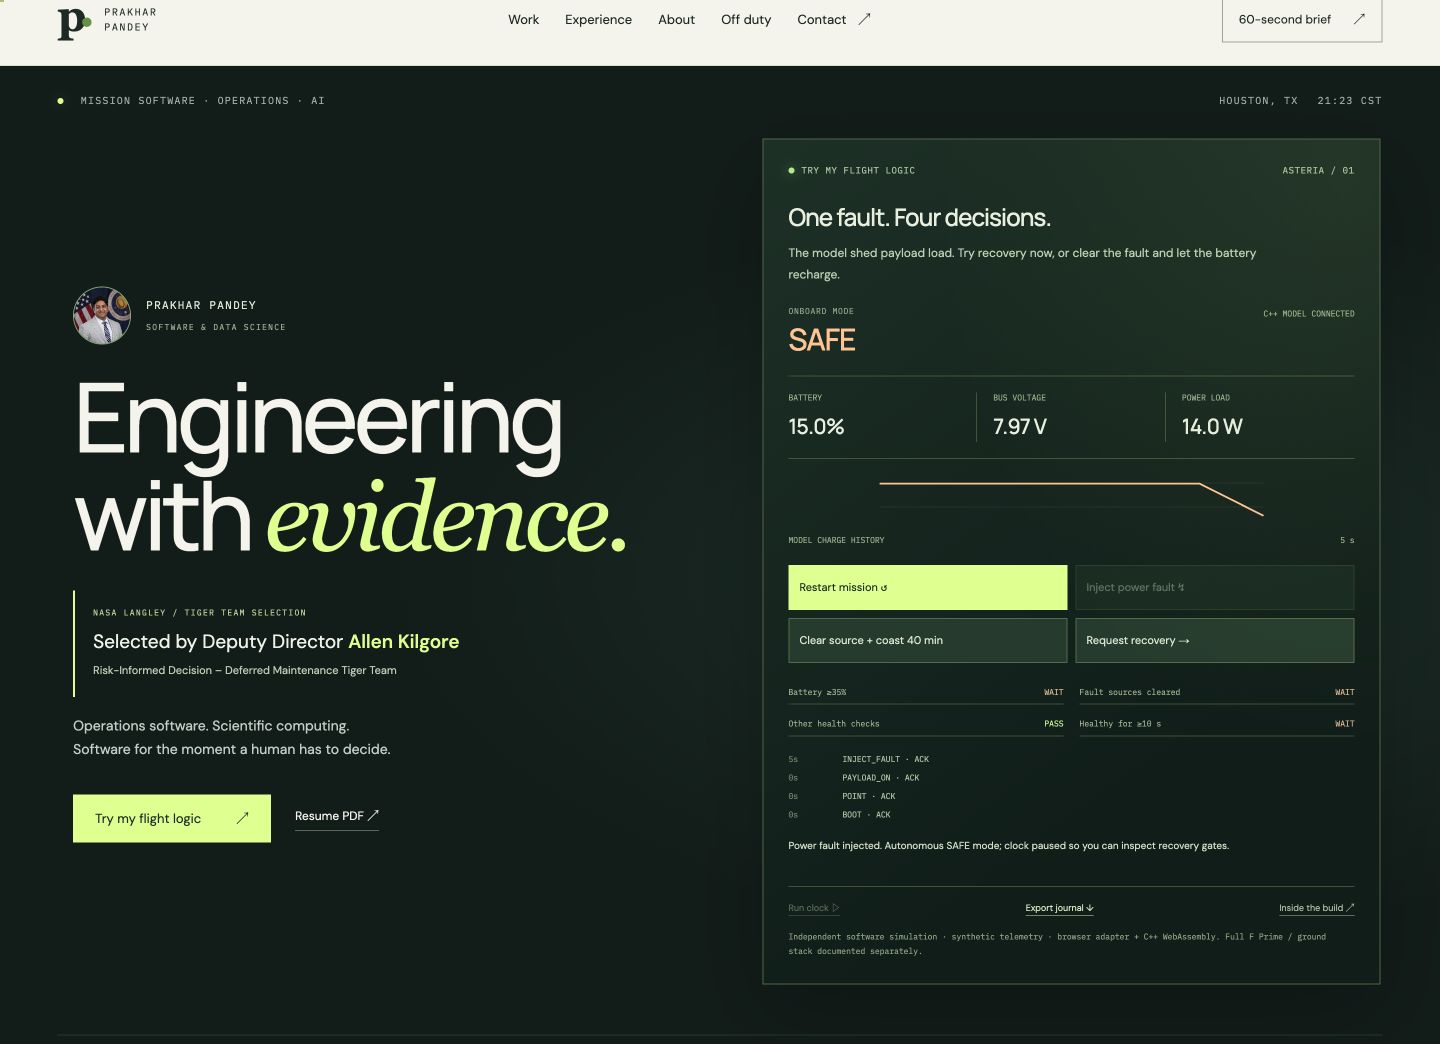 PRAKHAR
PANDEY
Work Experience About Off duty Contact ↗
60-second brief ↗
MISSION SOFTWARE · OPERATIONS · AI
HOUSTON, TX 21:23 CST
PRAKHAR PANDEY
SOFTWARE & DATA SCIENCE
Engineering
with evidence.
NASA LANGLEY / TIGER TEAM SELECTION
Selected by Deputy Director Allen Kilgore
Risk-Informed Decision – Deferred Maintenance Tiger Team
Operations software. Scientific computing.
Software for the moment a human has to decide.
Try my flight logic ↗
Resume PDF ↗
TRY MY FLIGHT LOGIC
ASTERIA / 01
One fault. Four decisions.
The model shed payload load. Try recovery now, or clear the fault and let the battery
recharge.
ONBOARD MODE
SAFE
C++ MODEL CONNECTED
BATTERY
15.0%
BUS VOLTAGE
7.97 V
POWER LOAD
14.0 W
MODEL CHARGE HISTORY
5 s
Restart mission ↺
Inject power fault ↯
Clear source + coast 40 min
Request recovery →
Battery ≥35% WAIT
Fault sources cleared WAIT
Other health checks PASS
Healthy for ≥10 s WAIT
5s INJECT_FAULT · ACK
0s PAYLOAD_ON · ACK
0s POINT · ACK
0s BOOT · ACK
Power fault injected. Autonomous SAFE mode; clock paused so you can inspect recovery gates.
Run clock ▷
Export journal ↓
Inside the build ↗
Independent software simulation · synthetic telemetry · browser adapter + C++ WebAssembly. Full F Prime / ground
stack documented separately.